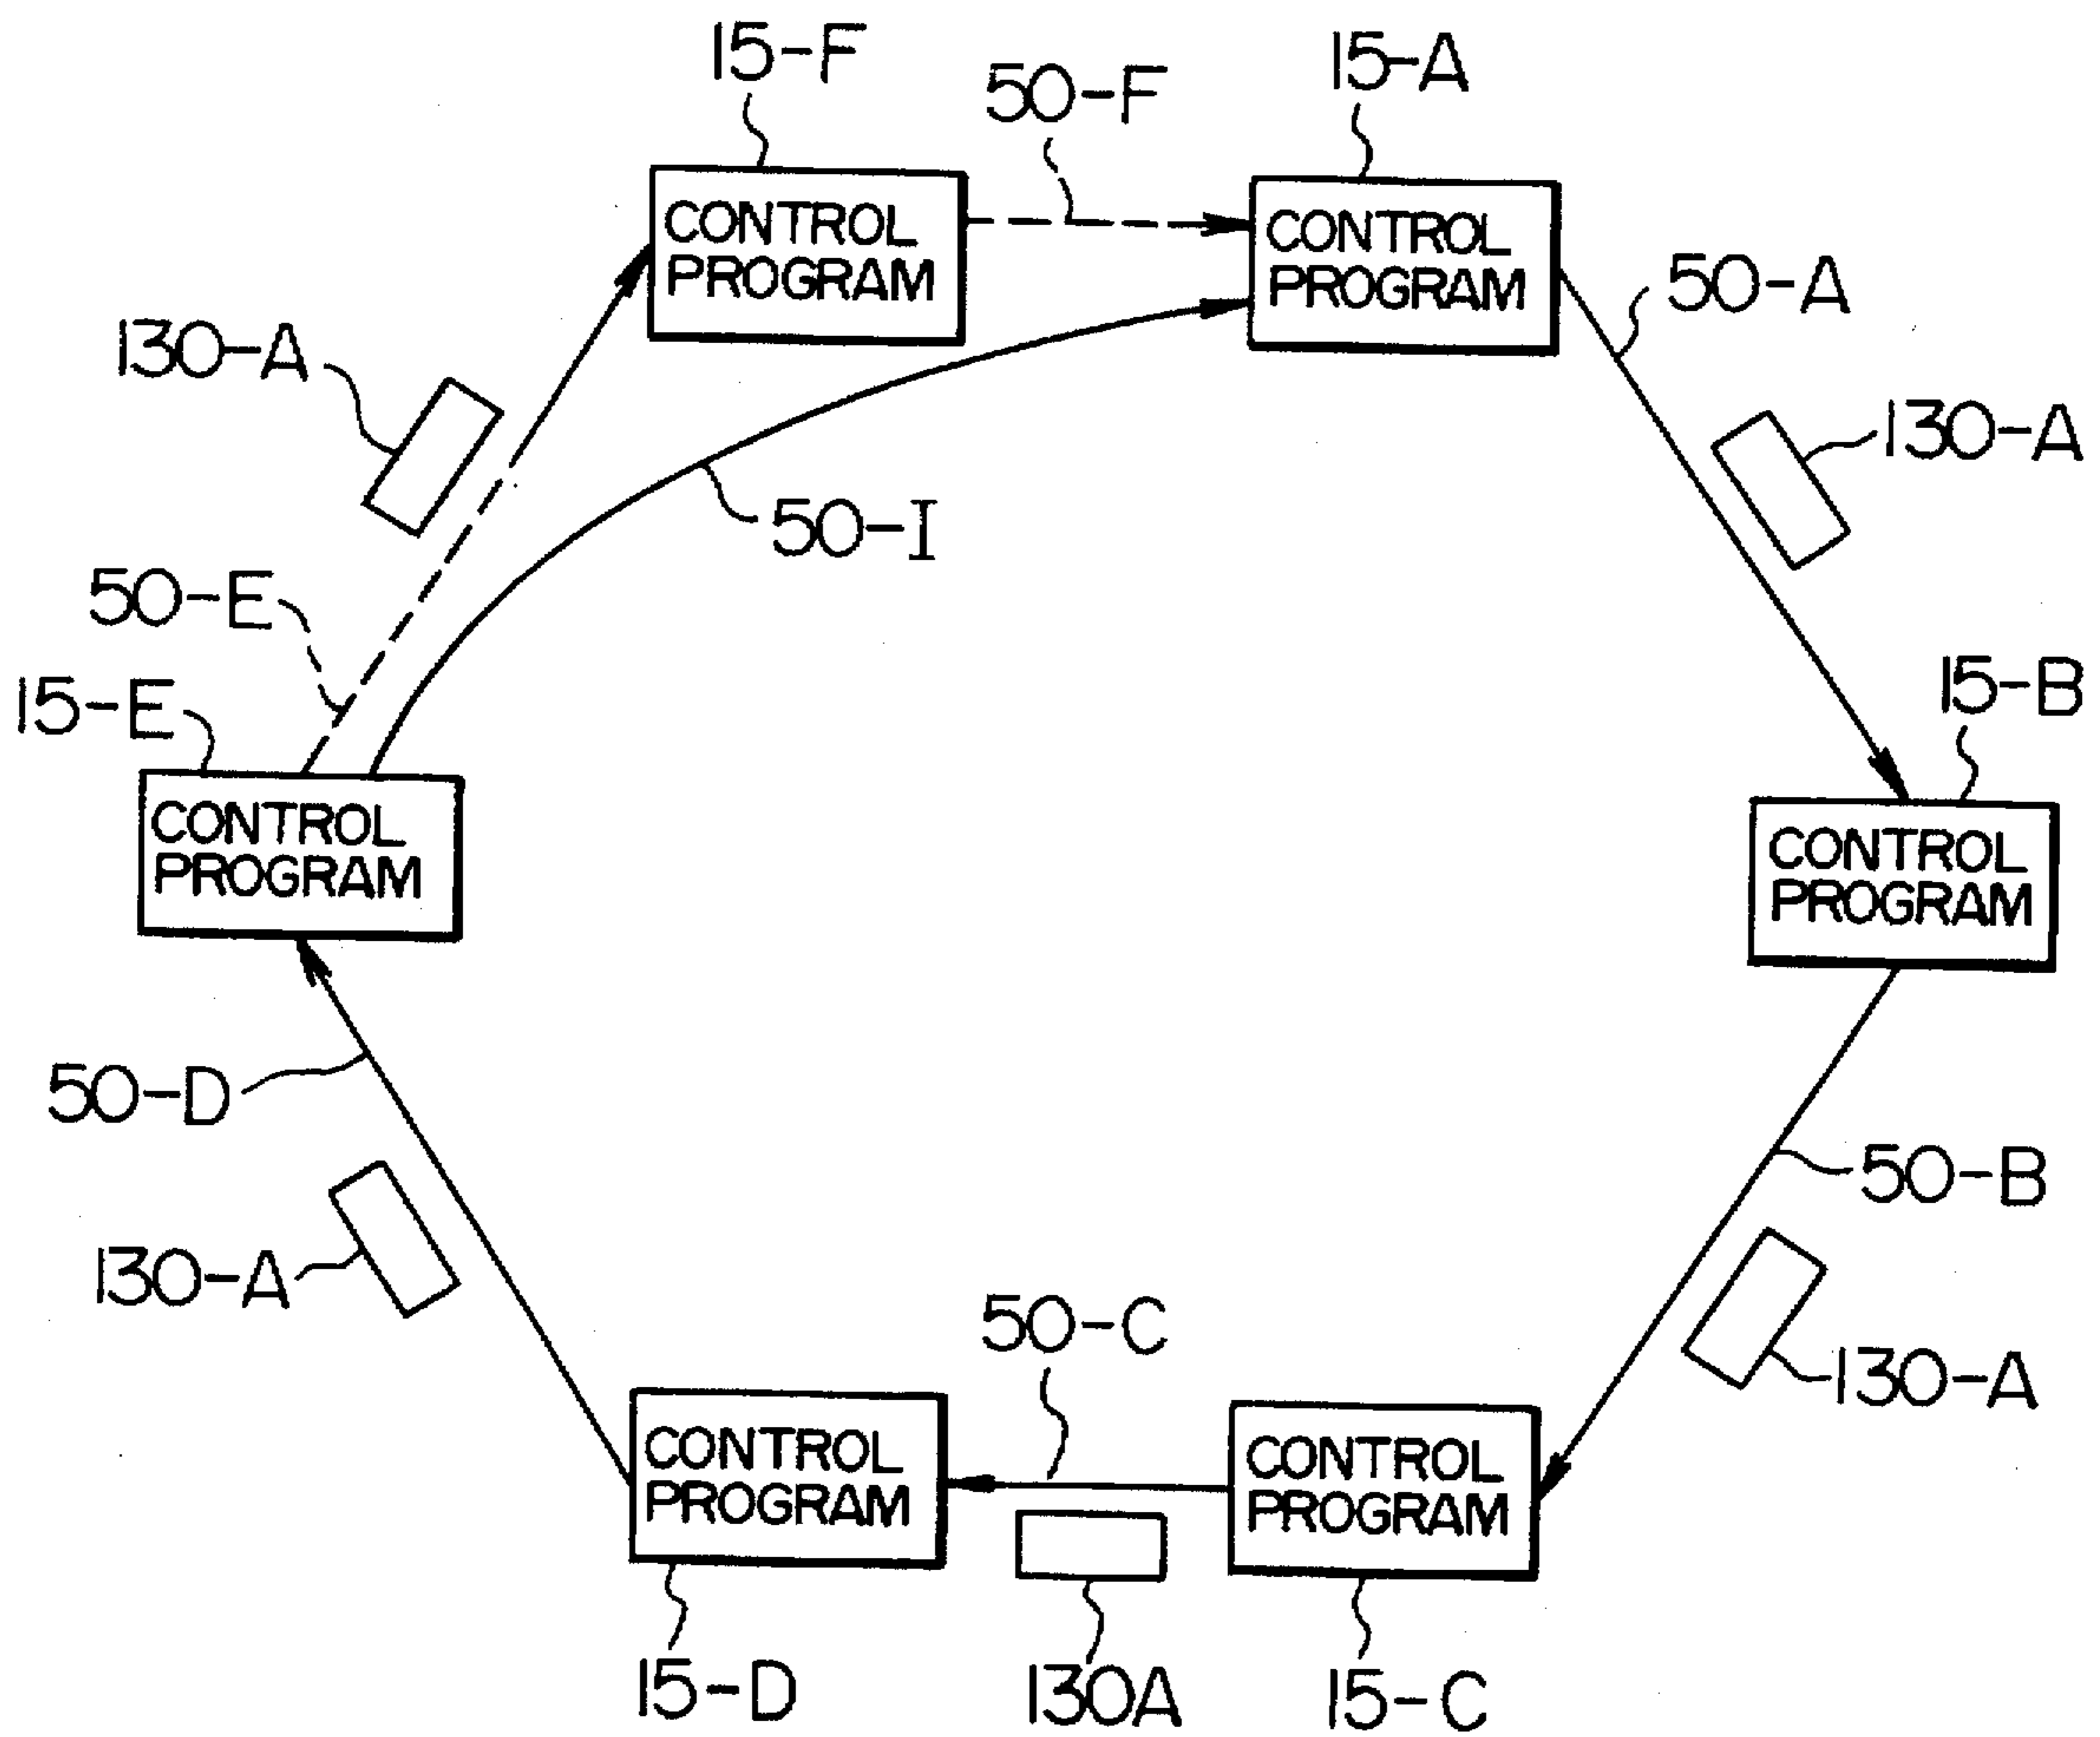 15-F
50-F
15-A
CONTROL
PROGRAM
CONTROL
PROGRAM
50-A
130-A
130-A
50-I
50-E
15-E
15-B
CONTROL
PROGRAM
CONTROL
PROGRAM
50-D
50-B
130-A
50-C
130-A
CONTROL
PROGRAM
CONTROL
PROGRAM
15-D
130A
15-C